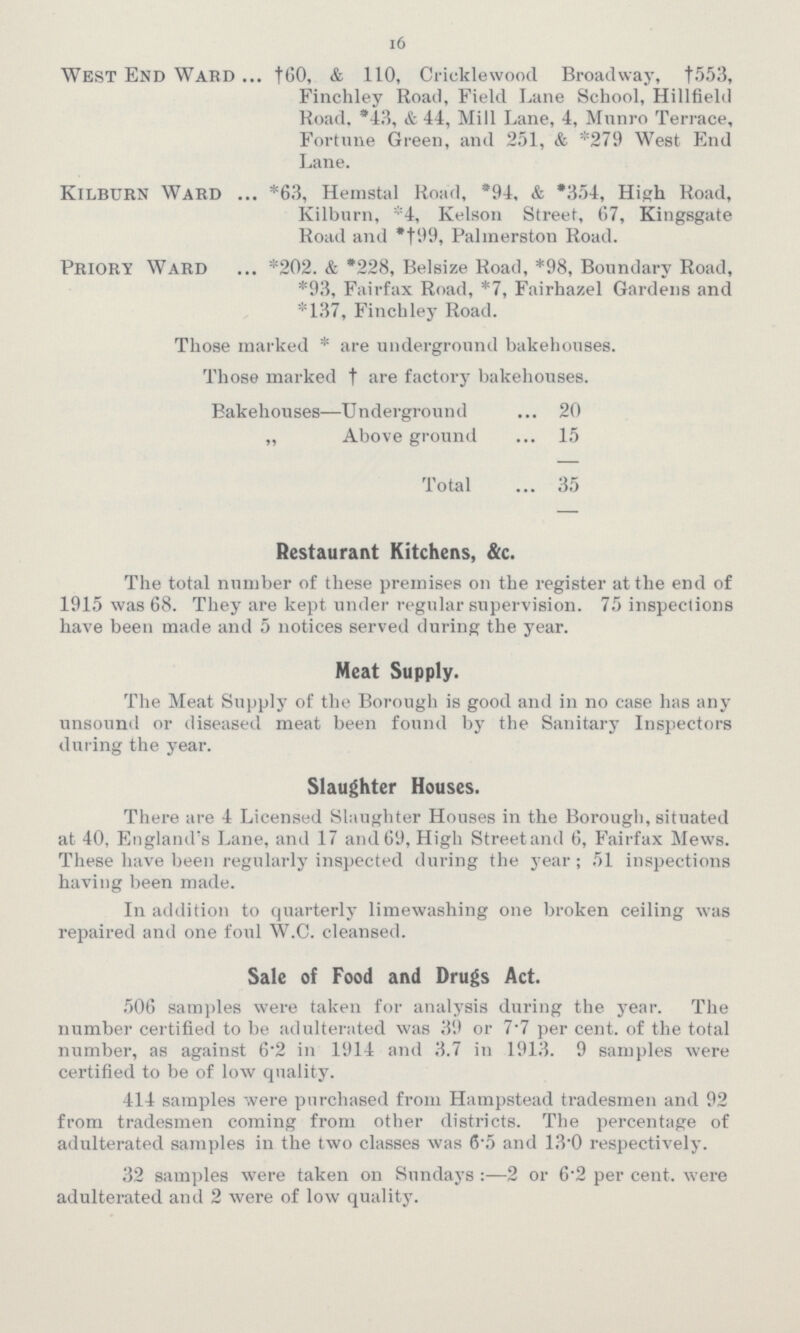 16
WEST END WARD ... †60, & 110, Cricklewood Broadway, †553,
Finchley Road, Field Lane School, Hillfield
Road, *43, & 44, Mill Lane, 4, Munro Terrace,
Fortune Green, and 251, & *279 West End
Lane.
KILBURN WARD ... *63, Hemstal Road, *94, & *354, High Road,
Kilburn, *4, Kelson Street, 67, Kingsgate
Road and *†99, Palmerston Road.
PRIORY WARD ... *202. & *228, Belsize Road, *98, Boundary Road,
*93, Fairfax Road, *7, Fairhazel Gardens and
*137, Finchley Road.
Those marked * are underground bakehouses.
Those marked † are factory bakehouses.
Bakehouses—Underground ... 20
„ Above ground ... 15
—
Total ... 35
—
Restaurant Kitchens, &c.
The total number of these premises on the register at the end of
1915 was 68. They are kept under regular supervision. 75 inspections
have been made and 5 notices served during the year.
Meat Supply.
The Meat Supply of the Borough is good and in no case has any
unsound or diseased meat been found by the Sanitary Inspectors
during the year.
Slaughter Houses.
There are 4 Licensed Slaughter Houses in the Borough, situated
at 40, England's Lane, and 17 and 69, High Street and 6, Fairfax Mews.
These have been regularly inspected during the year; 51 inspections
having been made.
In addition to quarterly limewashing one broken ceiling was
repaired and one foul W.C. cleansed.
Sale of Food and Drugs Act.
506 samples were taken for analysis during the year. The
number certified to be adulterated was 39 or 7·7 per cent. of the total
number, as against 6·2 in 1914 and 3.7 in 1913. 9 samples were
certified to be of low quality.
414 samples were purchased from Hampstead tradesmen and 92
from tradesmen coming from other districts. The percentage of
adulterated samples in the two classes was 6·5 and 13·0 respectively.
32 samples were taken on Sundays :—2 or 6·2 per cent. were
adulterated and 2 were of low quality.